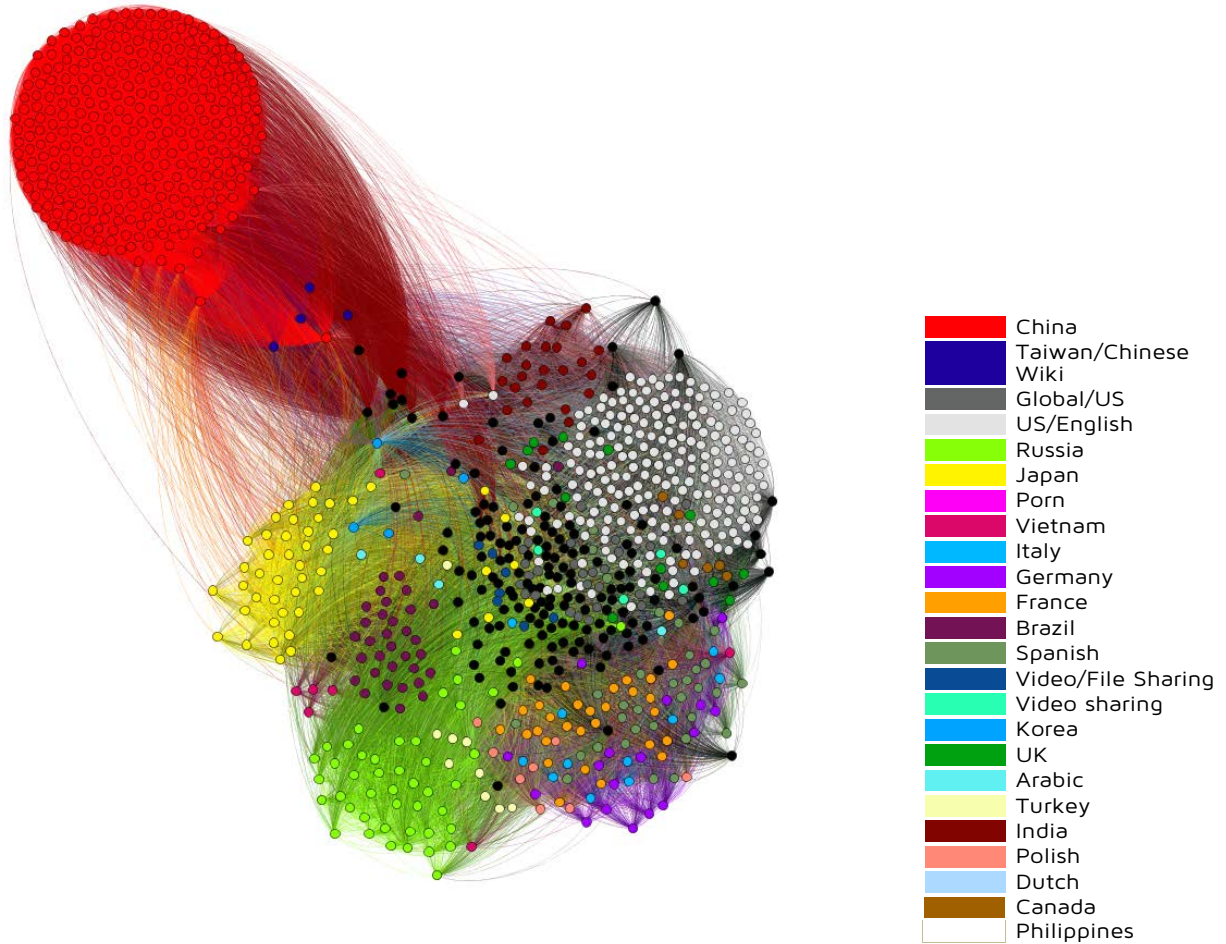 China
Taiwan/Chinese
Wiki
Global/US
US/English
Russia
Japan
Porn
Vietnam
Italy
Germany
France
Brazil
Spanish
Video/File Sharing
Video sharing
Korea
UK
Arabic
Turkey
India
Polish
Dutch
Canada
Philippines